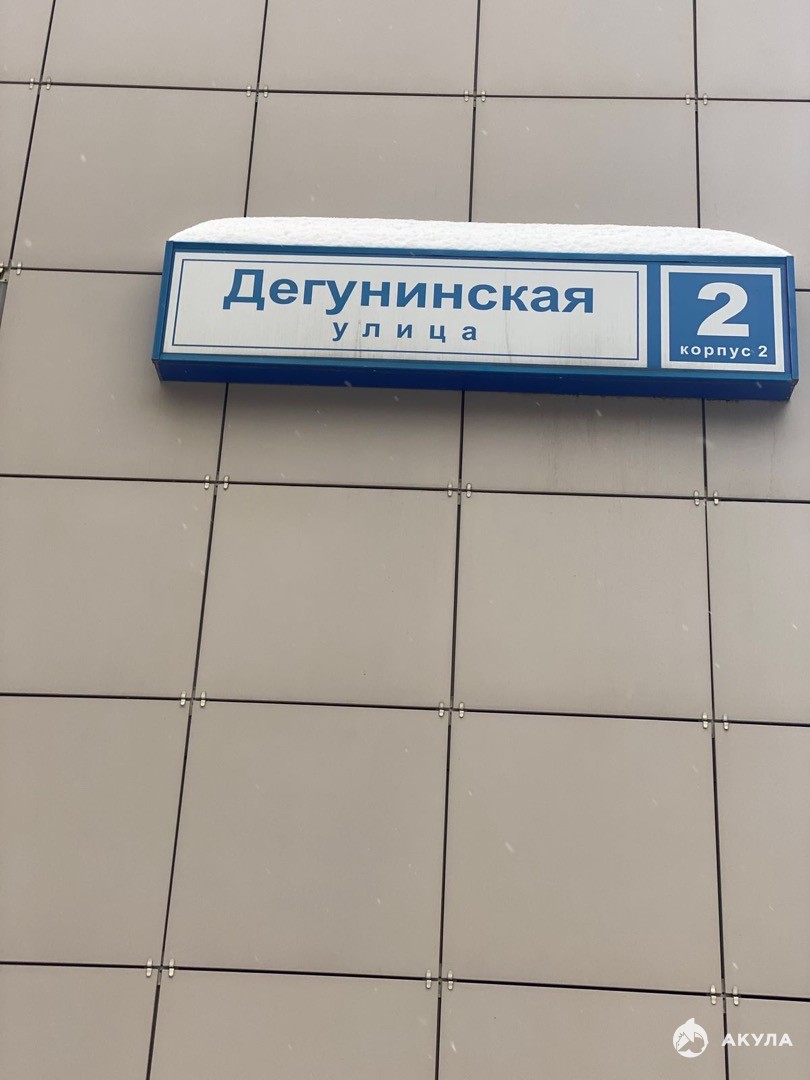 Дегунинская
улица
2
корпус 2
АКУЛА